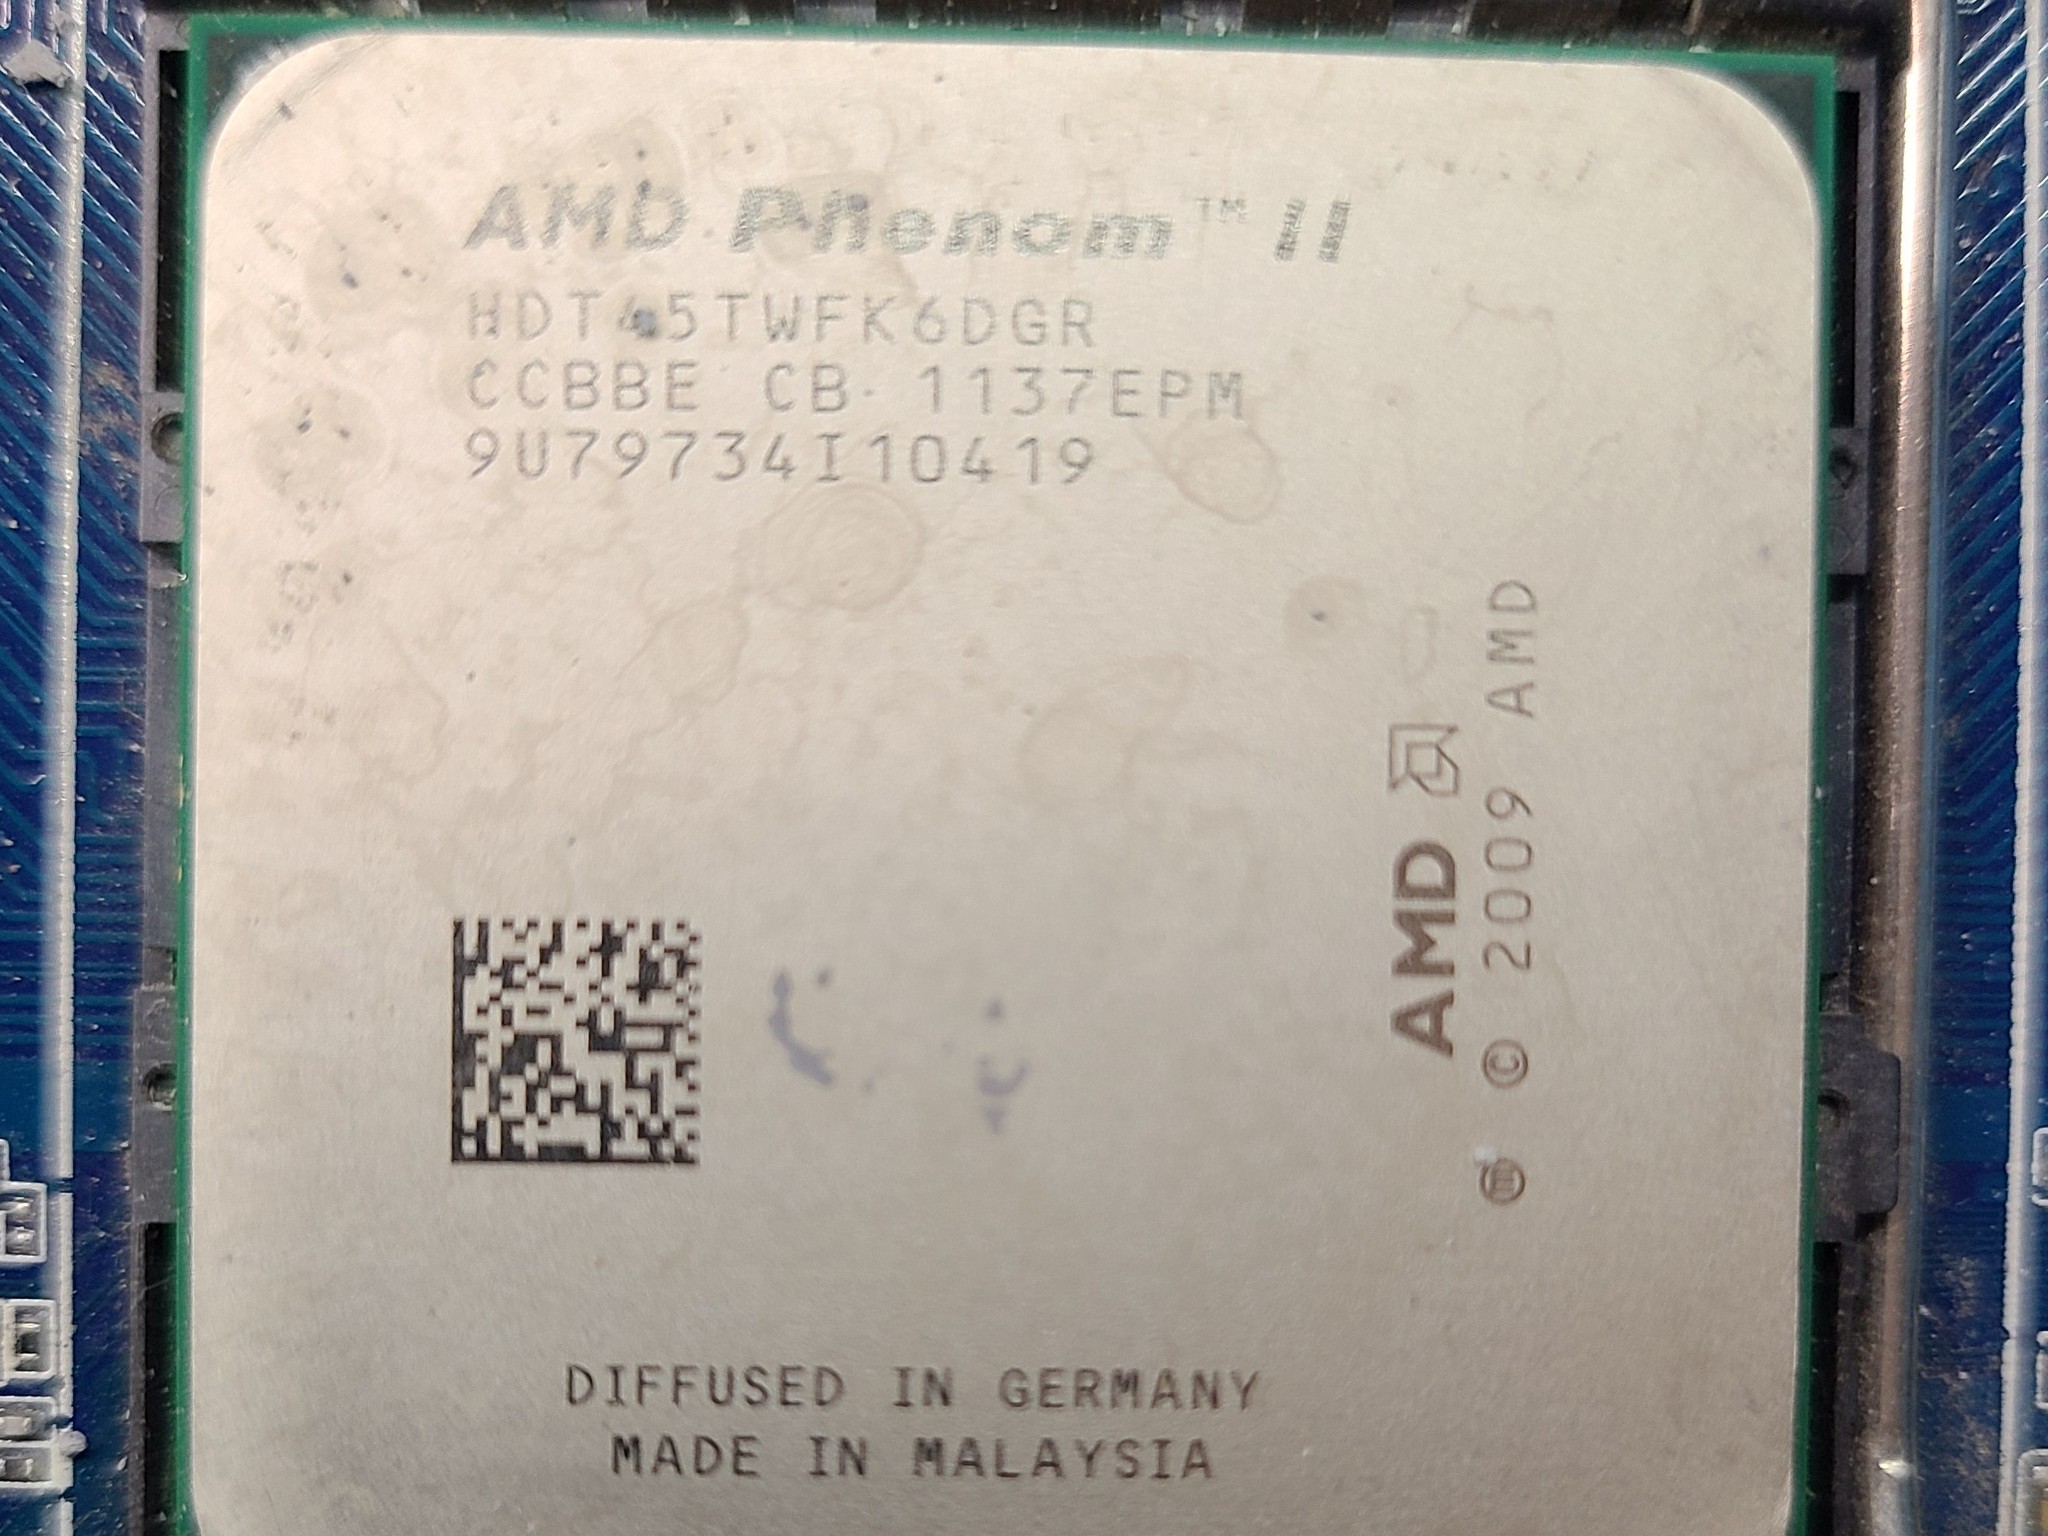 AMD Phenom™ II
HDT45TWFK6DGR
CCBBE CB 1137EPM
9U79734I10419
AMD
ⓜ © 2009 AMD
DIFFUSED IN GERMANY
MADE IN MALAYSIA